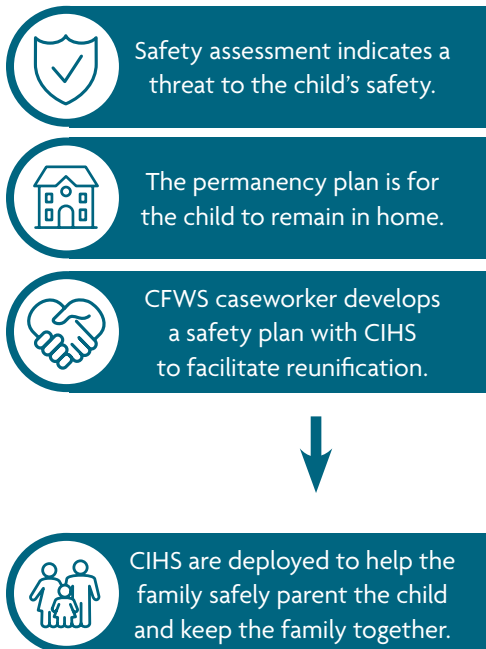 Safety assessment indicates a
threat to the child’s safety.
The permanency plan is for
the child to remain in home.
CFWS caseworker develops
a safety plan with CIHS
to facilitate reunification.
CIHS are deployed to help the
family safely parent the child
and keep the family together.